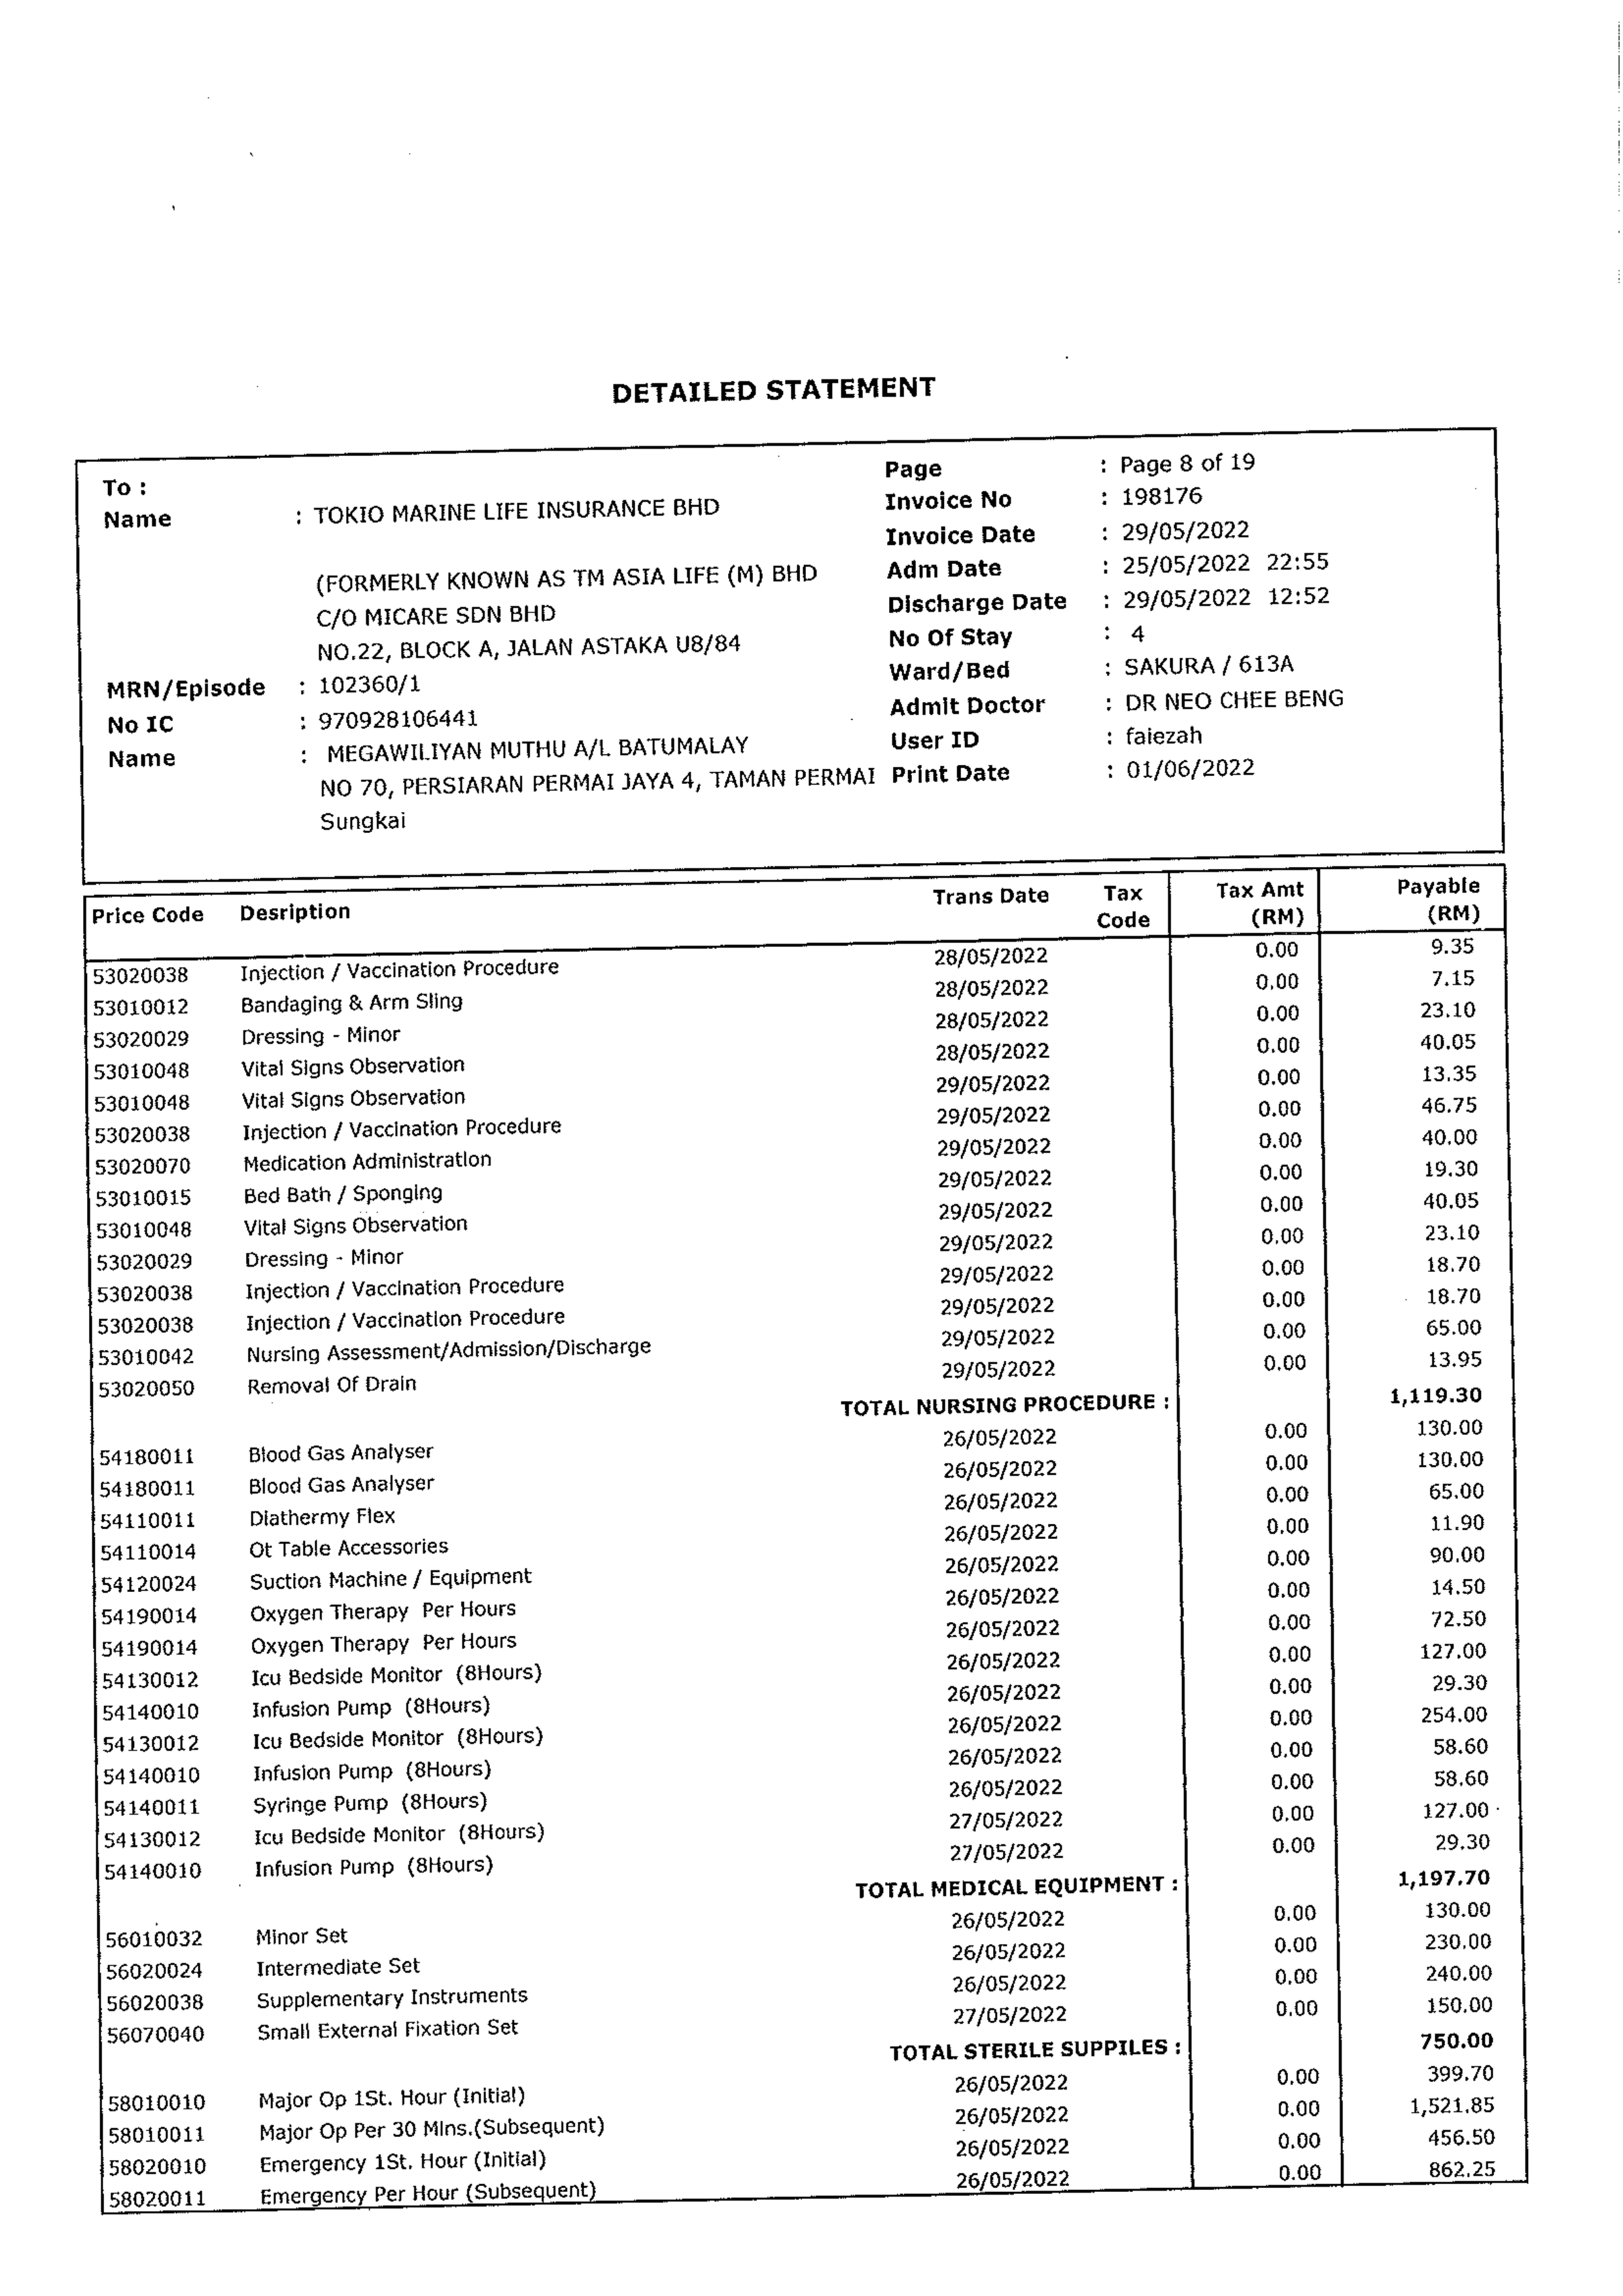 DETAILED STATEMENT
To :
Name : TOKIO MARINE LIFE INSURANCE BHD
(FORMERLY KNOWN AS TM ASIA LIFE (M) BHD
C/O MICARE SDN BHD
NO.22, BLOCK A, JALAN ASTAKA U8/84
MRN/Episode : 102360/1
No IC : 970928106441
Name : MEGAWILIYAN MUTHU A/L BATUMALAY
NO 70, PERSIARAN PERMAI JAYA 4, TAMAN PERMAI
Sungkai
Page : Page 8 of 19
Invoice No : 198176
Invoice Date : 29/05/2022
Adm Date : 25/05/2022 22:55
Discharge Date : 29/05/2022 12:52
No Of Stay : 4
Ward/Bed : SAKURA / 613A
Admit Doctor : DR NEO CHEE BENG
User ID : faiezah
Print Date : 01/06/2022
Price Code Desription Trans Date Tax Code Tax Amt (RM) Payable (RM)
53020038 Injection / Vaccination Procedure 28/05/2022 0.00 9.35
53010012 Bandaging & Arm Sling 28/05/2022 0.00 7.15
53020029 Dressing - Minor 28/05/2022 0.00 23.10
53010048 Vital Signs Observation 28/05/2022 0.00 40.05
53010048 Vital Signs Observation 29/05/2022 0.00 13.35
53020038 Injection / Vaccination Procedure 29/05/2022 0.00 46.75
53020070 Medication Administration 29/05/2022 0.00 40.00
53010015 Bed Bath / Sponging 29/05/2022 0.00 19.30
53010048 Vital Signs Observation 29/05/2022 0.00 40.05
53020029 Dressing - Minor 29/05/2022 0.00 23.10
53020038 Injection / Vaccination Procedure 29/05/2022 0.00 18.70
53020038 Injection / Vaccination Procedure 29/05/2022 0.00 18.70
53010042 Nursing Assessment/Admission/Discharge 29/05/2022 0.00 65.00
53020050 Removal Of Drain 29/05/2022 0.00 13.95
TOTAL NURSING PROCEDURE : 1,119.30
54180011 Blood Gas Analyser 26/05/2022 0.00 130.00
54180011 Blood Gas Analyser 26/05/2022 0.00 130.00
54110011 Diathermy Flex 26/05/2022 0.00 65.00
54110014 Ot Table Accessories 26/05/2022 0.00 11.90
54120024 Suction Machine / Equipment 26/05/2022 0.00 90.00
54190014 Oxygen Therapy Per Hours 26/05/2022 0.00 14.50
54190014 Oxygen Therapy Per Hours 26/05/2022 0.00 72.50
54130012 Icu Bedside Monitor (8Hours) 26/05/2022 0.00 127.00
54140010 Infusion Pump (8Hours) 26/05/2022 0.00 29.30
54130012 Icu Bedside Monitor (8Hours) 26/05/2022 0.00 254.00
54140010 Infusion Pump (8Hours) 26/05/2022 0.00 58.60
54140011 Syringe Pump (8Hours) 26/05/2022 0.00 58.60
54130012 Icu Bedside Monitor (8Hours) 27/05/2022 0.00 127.00
54140010 Infusion Pump (8Hours) 27/05/2022 0.00 29.30
TOTAL MEDICAL EQUIPMENT : 1,197.70
56010032 Minor Set 26/05/2022 0.00 130.00
56020024 Intermediate Set 26/05/2022 0.00 230.00
56020038 Supplementary Instruments 26/05/2022 0.00 240.00
56070040 Small External Fixation Set 27/05/2022 0.00 150.00
TOTAL STERILE SUPPILES : 750.00
58010010 Major Op 1St. Hour (Initial) 26/05/2022 0.00 399.70
58010011 Major Op Per 30 Mins.(Subsequent) 26/05/2022 0.00 1,521.85
58020010 Emergency 1St. Hour (Initial) 26/05/2022 0.00 456.50
58020011 Emergency Per Hour (Subsequent) 26/05/2022 0.00 862.25